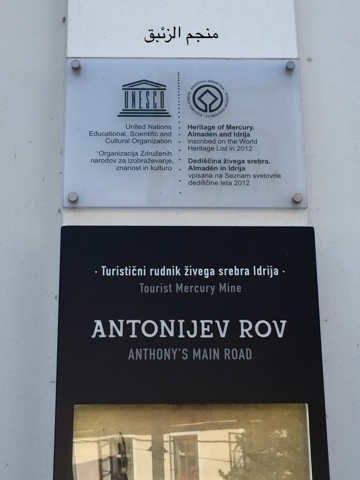 منجم الزئبق
UNESCO
United Nations
Educational, Scientific and
Cultural Organization
Organizacija Združenih
narodov za izobraževanje,
znanost in kulturo
Heritage of Mercury.
Almadén and Idrija
inscribed on the World
Heritage List in 2012
Dediščina živega srebra.
Almadén in Idrija
vpisana na Seznam svetovne
dediščine leta 2012
· Turistični rudnik živega srebra Idrija ·
Tourist Mercury Mine
ANTONIJEV ROV
ANTHONY'S MAIN ROAD